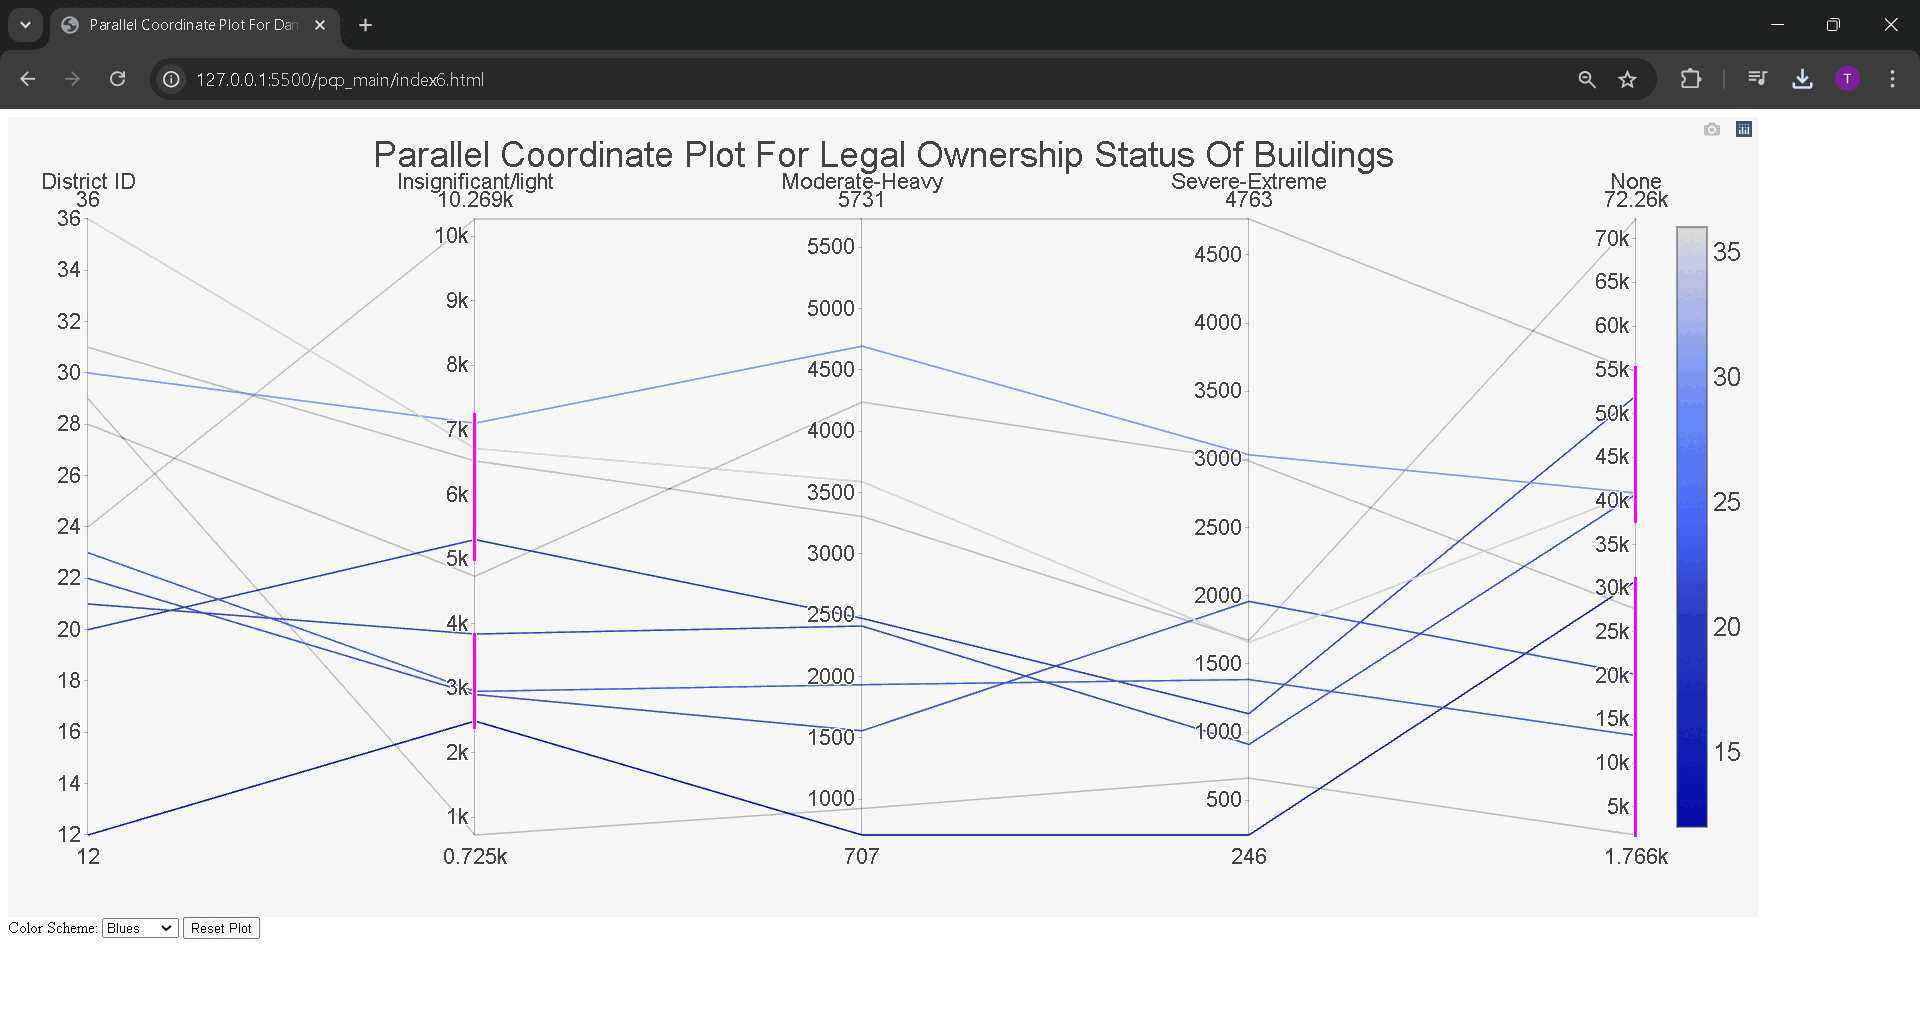 Parallel Coordinate Plot For Dan
127.0.0.1:5500/pcp_main/index6.html
Parallel Coordinate Plot For Legal Ownership Status Of Buildings
District ID
36
36
34
32
30
28
26
24
22
20
18
16
14
12
12
Insignificant/light
10.269k
10k
9k
8k
7k
6k
5k
4k
3k
2k
1k
0.725k
Moderate-Heavy
5731
5500
5000
4500
4000
3500
3000
2500
2000
1500
1000
707
Severe-Extreme
4763
4500
4000
3500
3000
2500
2000
1500
1000
500
246
None
72.26k
70k
65k
60k
55k
50k
45k
40k
35k
30k
25k
20k
15k
10k
5k
1.766k
35
30
25
20
15
T
Color Scheme: Blues Reset Plot